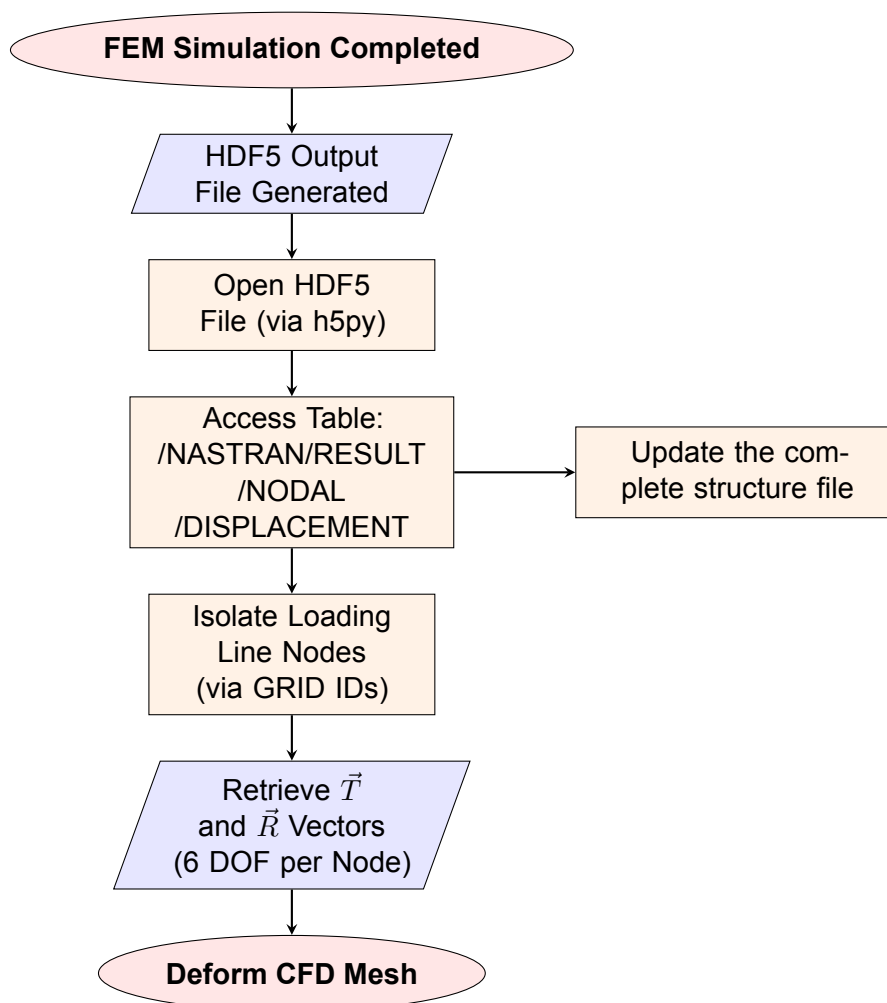 FEM Simulation Completed
HDF5 Output
File Generated
Open HDF5
File (via h5py)
Access Table:
/NASTRAN/RESULT
/NODAL
/DISPLACEMENT
Update the com-
plete structure file
Isolate Loading
Line Nodes
(via GRID IDs)
Retrieve $\vec{T}$
and $\vec{R}$ Vectors
(6 DOF per Node)
Deform CFD Mesh